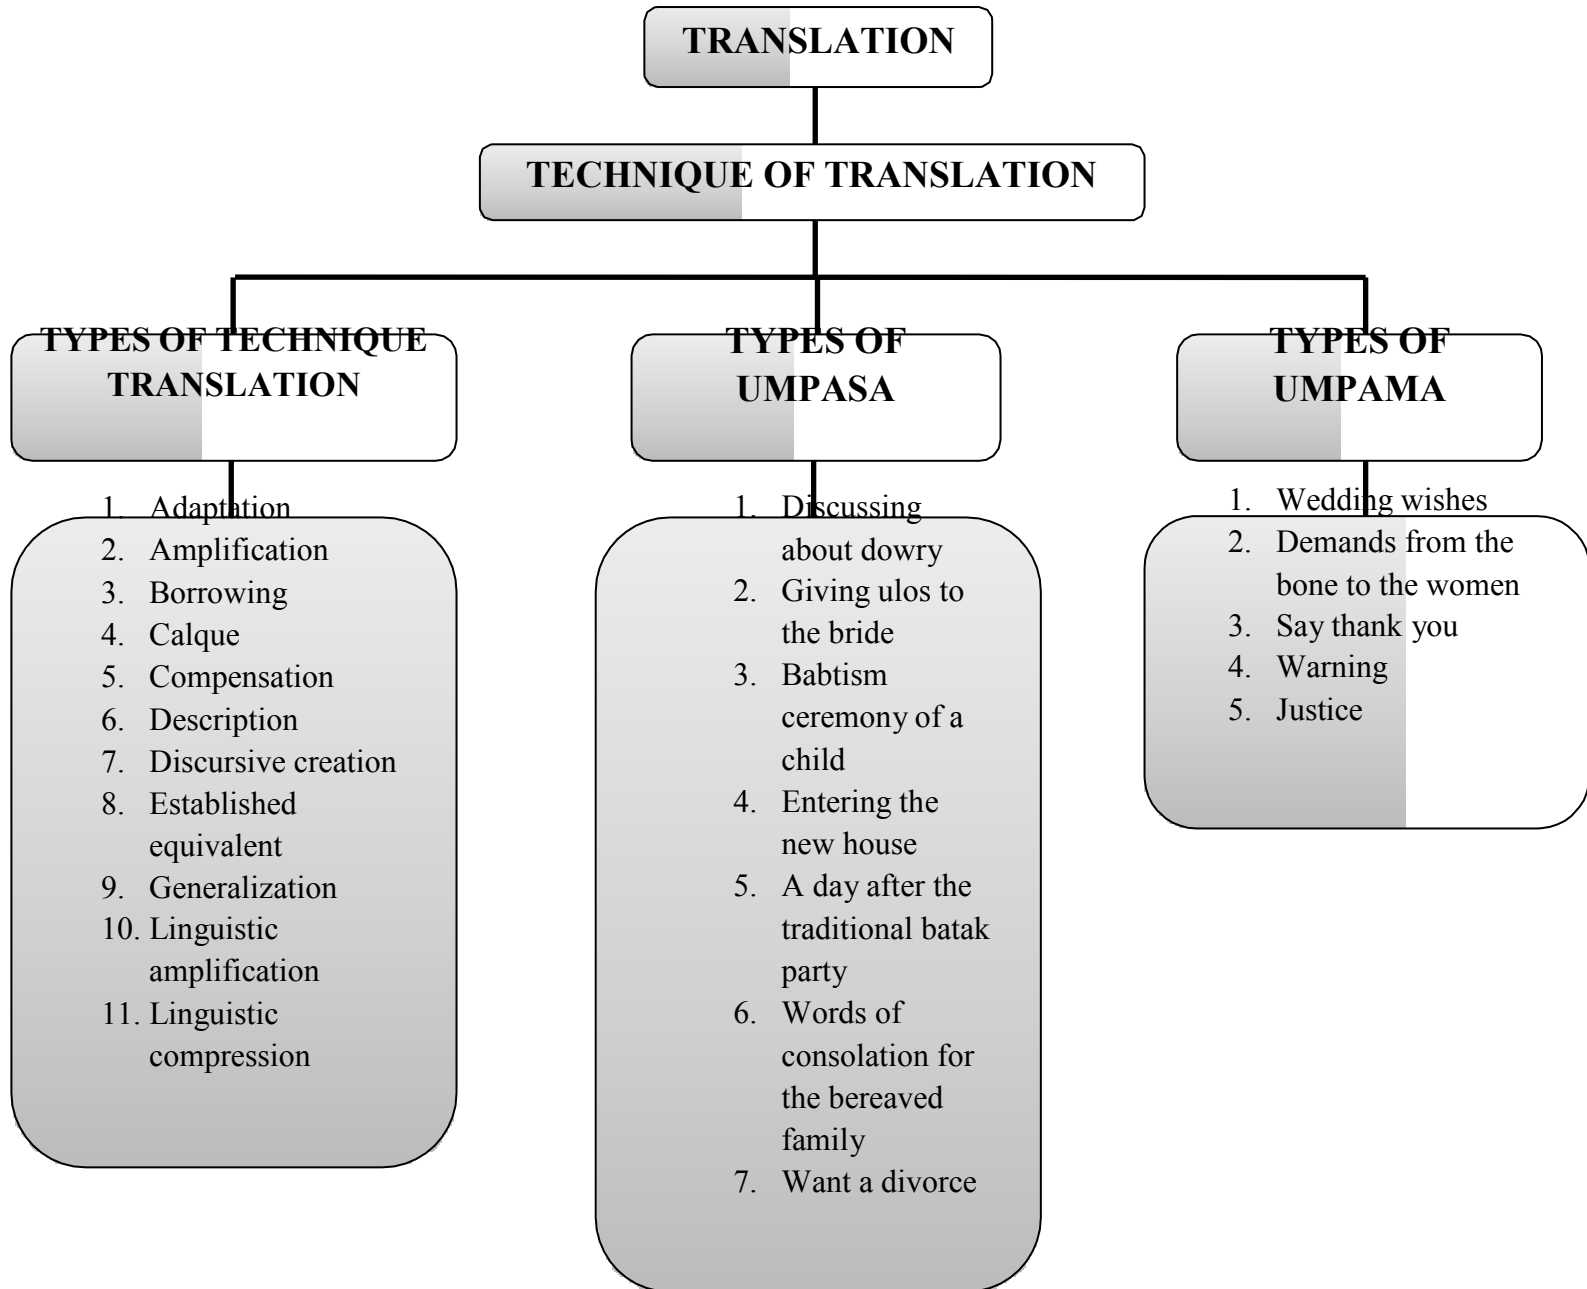 TRANSLATION
TECHNIQUE OF TRANSLATION
TYPES OF TECHNIQUE
TRANSLATION
1. Adaptation
2. Amplification
3. Borrowing
4. Calque
5. Compensation
6. Description
7. Discursive creation
8. Established
equivalent
9. Generalization
10. Linguistic
amplification
11. Linguistic
compression
TYPES OF
UMPASA
1. Discussing
about dowry
2. Giving ulos to
the bride
3. Babtism
ceremony of a
child
4. Entering the
new house
5. A day after the
traditional batak
party
6. Words of
consolation for
the bereaved
family
7. Want a divorce
TYPES OF
UMPAMA
1. Wedding wishes
2. Demands from the
bone to the women
3. Say thank you
4. Warning
5. Justice